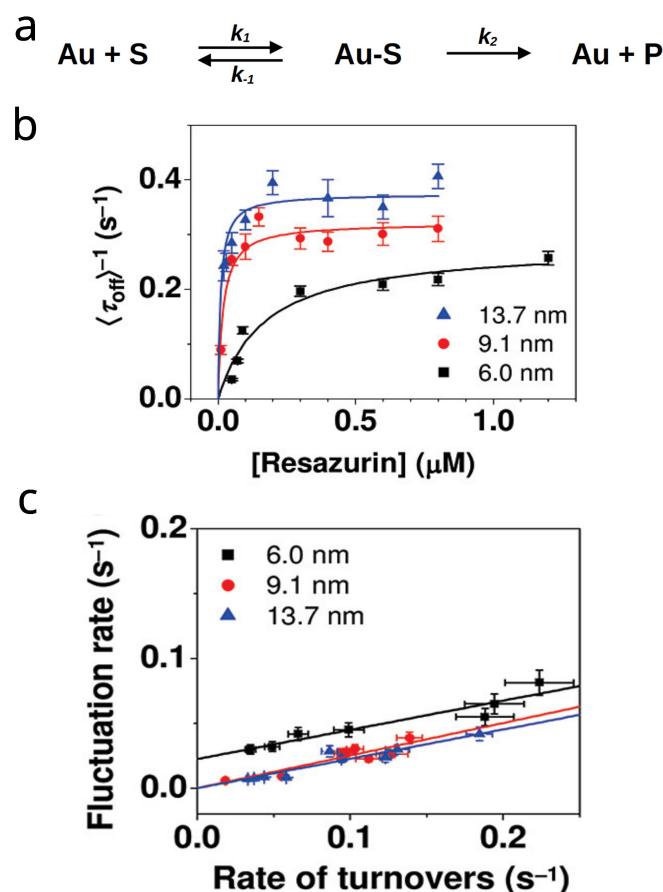 a
k₁
Au + S
Au-S
k₂
Au + P
k₋₁
b
⟨τoff⟩⁻¹ (s⁻¹)
0.4
0.2
0.0
13.7 nm
9.1 nm
6.0 nm
0.0 0.5 1.0
[Resazurin] (μM)
c
Fluctuation rate (s⁻¹)
0.2
0.1
0.0
6.0 nm
9.1 nm
13.7 nm
0.0 0.1 0.2
Rate of turnovers (s⁻¹)